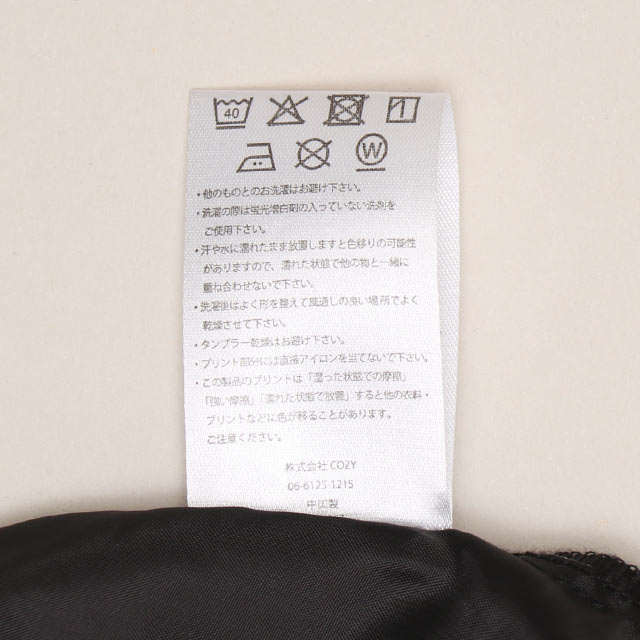 40
W
・他のものとのお洗濯はお避け下さい。
・洗濯の際は蛍光増白剤の入っていない洗剤を
ご使用下さい。
・汗や水に濡れたまま放置しますと色移りの可能性
がありますので、濡れた状態で他の物と一緒に
重ね合わせないで下さい。
・洗濯後はよく形を整えて風通しの良い場所でよく
乾燥させて下さい。
・タンブラー乾燥はお避け下さい。
・プリント部分には直接アイロンを当てないで下さい。
・この製品のプリントは「湿った状態での摩擦」
「強い摩擦」「濡れた状態で放置」すると他の衣料・
プリントなどに色が移ることがあります。
ご注意ください。
株式会社 COZY
06-6125-1215
中国製